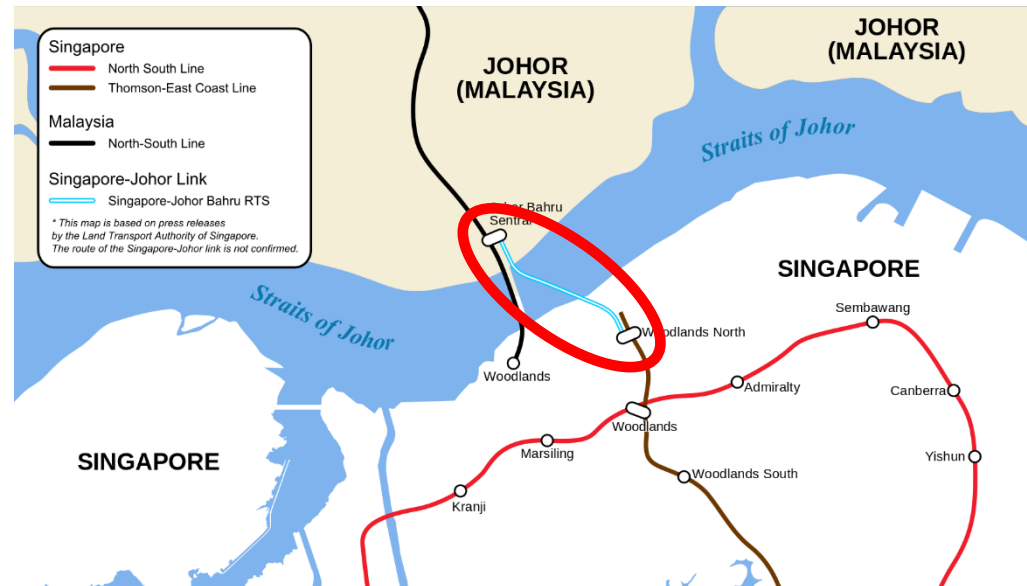 Singapore
North South Line
Thomson-East Coast Line
Malaysia
North-South Line
Singapore-Johor Link
Singapore-Johor Bahru RTS
* This map is based on press releases
by the Land Transport Authority of Singapore.
The route of the Singapore-Johor link is not confirmed.
JOHOR
(MALAYSIA)
JOHOR
(MALAYSIA)
Straits of Johor
Johor Bahru
Sentral
SINGAPORE
Straits of Johor
Sembawang
Woodlands North
Woodlands
Admiralty
Canberra
Woodlands
Marsiling
Yishun
SINGAPORE
Woodlands South
Kranji